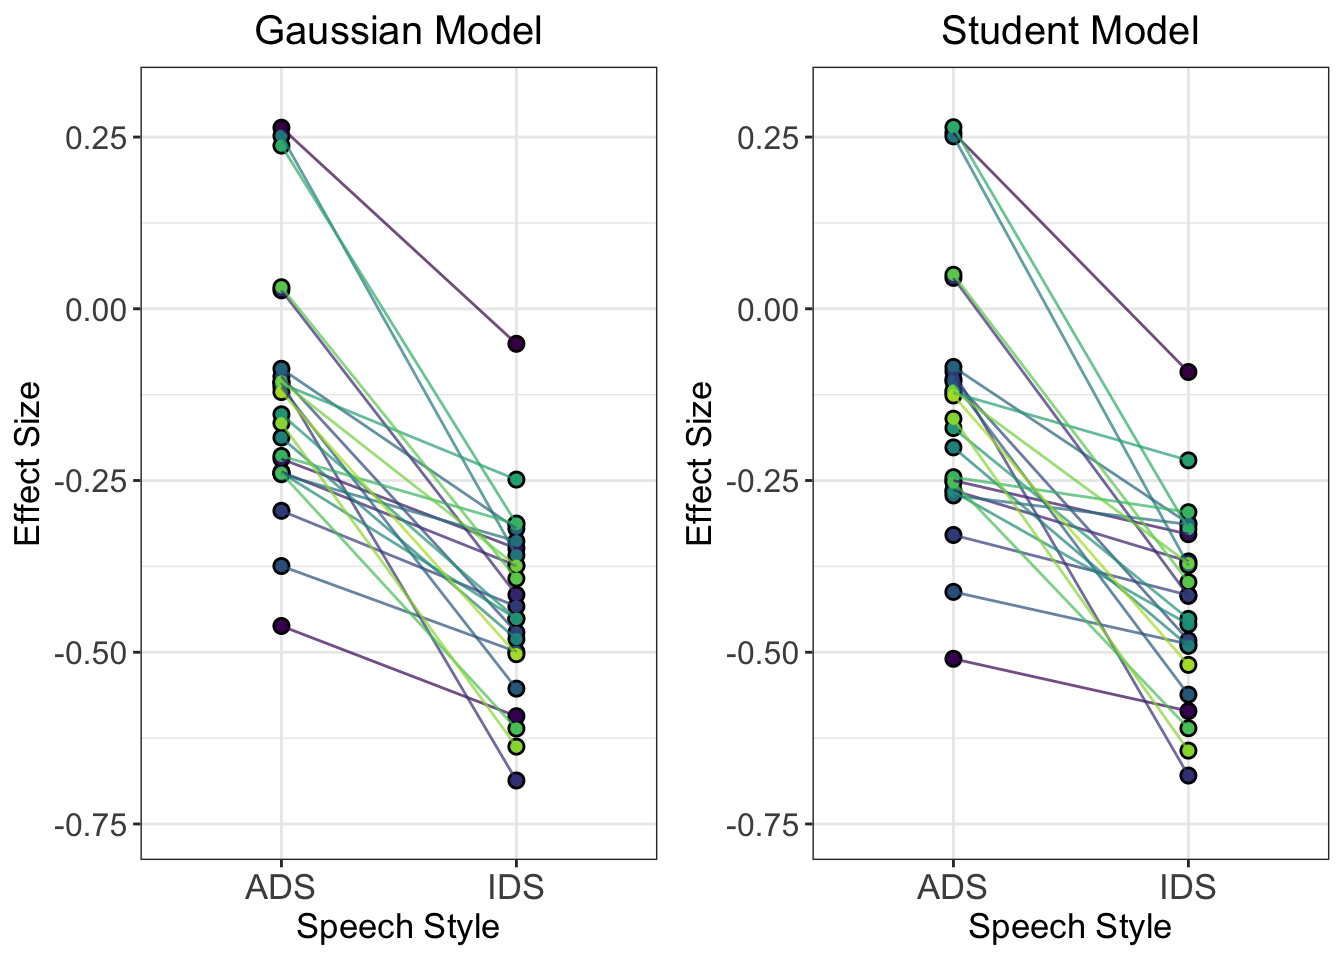 Gaussian Model
Effect Size
0.25
0.00
-0.25
-0.50
-0.75
ADS IDS
Speech Style
Student Model
Effect Size
0.25
0.00
-0.25
-0.50
-0.75
ADS IDS
Speech Style